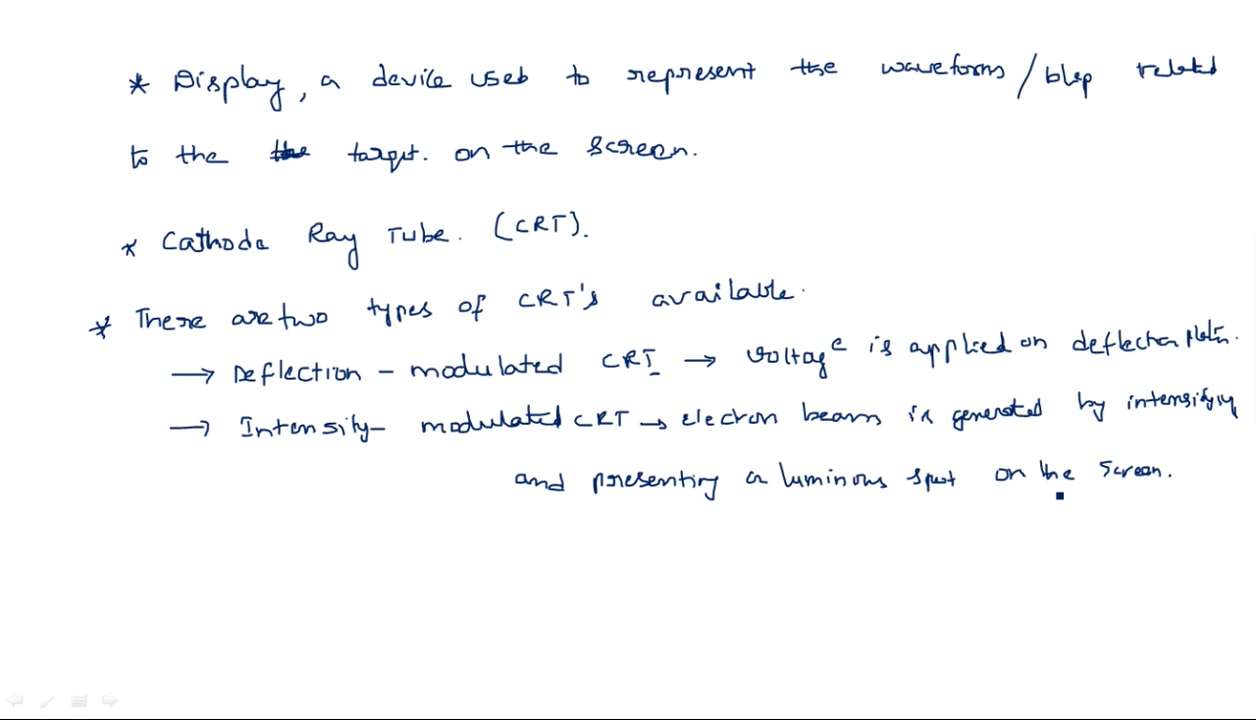 * Display, a device used to represent the waveforms / blip related
to the the target. on the screen.
* Cathode Ray Tube. (CRT).
* There are two types of CRT's available.
→ Deflection - modulated CRT → voltage is applied on deflection plates.
→ Intensity- modulated CRT → electron beam is generated by intensifying
and presenting a luminous spot on the screen.